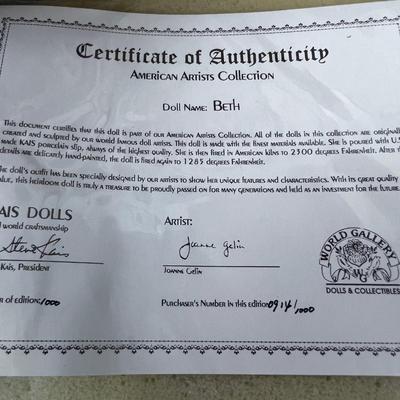 Certificate of Authenticity
American Artists Collection
Doll Name: Beth
This document certifies that this doll is part of our American Artists Collection. All of the dolls in this collection are original
created and sculpted by our world famous doll artists. This doll is made with the finest materials available. She is poured with U.S
made KAIS porcelain slip, always of the highest quality. She is then fired in American kilns to 2300 degrees Fahrenheit. After th
details are delicately hand-painted, the doll is fired again to 1285 degrees Fahrenheit.
he doll's outfit has been specially designed by our artists to show her unique features and characteristics. With its great quality
alue, this heirloom doll is truly a treasure to be proudly passed on for many generations and held as an investment for the future.
AIS DOLLS
world craftsmanship
Steve Kais
Kais, President
Artist:
Joanne Gelin
Joanne Gelin
WORLD GALLERY
WG
DOLLS & COLLECTIBLES
r of edition: 1000
Purchaser's Number in this edition 0914/1000